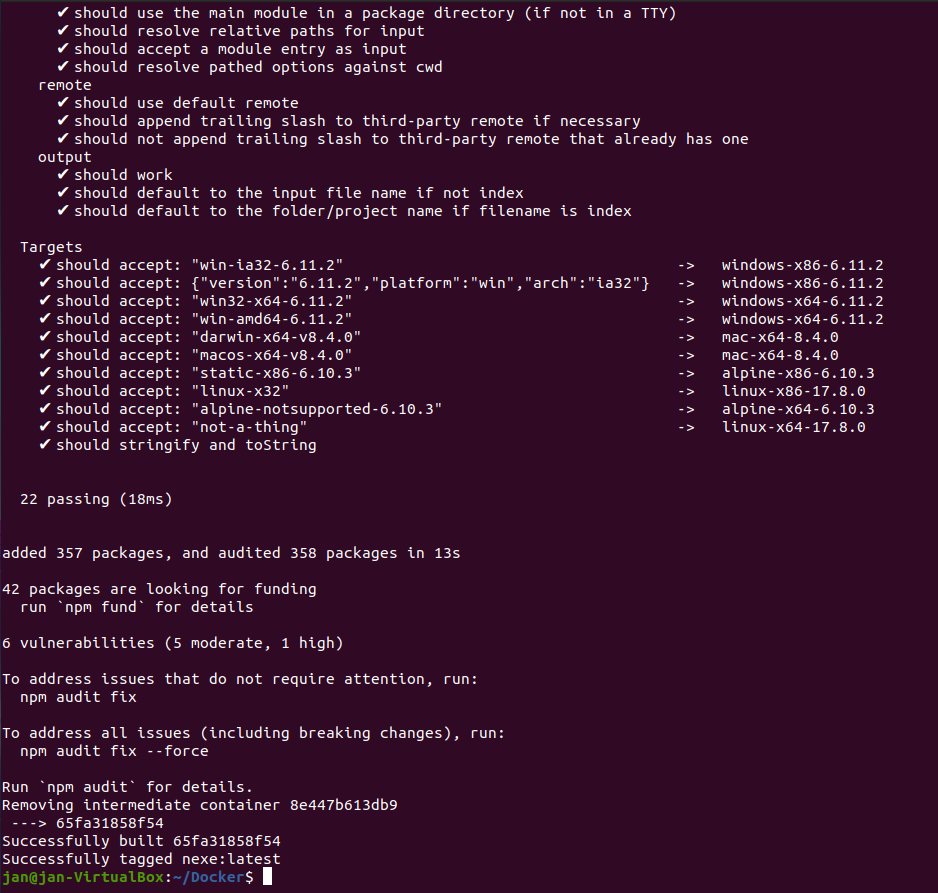 ✔ should use the main module in a package directory (if not in a TTY)
✔ should resolve relative paths for input
✔ should accept a module entry as input
✔ should resolve pathed options against cwd
remote
✔ should use default remote
✔ should append trailing slash to third-party remote if necessary
✔ should not append trailing slash to third-party remote that already has one
output
✔ should work
✔ should default to the input file name if not index
✔ should default to the folder/project name if filename is index
Targets
✔ should accept: "win-ia32-6.11.2" -> windows-x86-6.11.2
✔ should accept: {"version":"6.11.2","platform":"win","arch":"ia32"} -> windows-x86-6.11.2
✔ should accept: "win32-x64-6.11.2" -> windows-x64-6.11.2
✔ should accept: "win-amd64-6.11.2" -> windows-x64-6.11.2
✔ should accept: "darwin-x64-v8.4.0" -> mac-x64-8.4.0
✔ should accept: "macos-x64-v8.4.0" -> mac-x64-8.4.0
✔ should accept: "static-x86-6.10.3" -> alpine-x86-6.10.3
✔ should accept: "linux-x32" -> linux-x86-17.8.0
✔ should accept: "alpine-notsupported-6.10.3" -> alpine-x64-6.10.3
✔ should accept: "not-a-thing" -> linux-x64-17.8.0
✔ should stringify and toString
22 passing (18ms)
added 357 packages, and audited 358 packages in 13s
42 packages are looking for funding
run `npm fund` for details
6 vulnerabilities (5 moderate, 1 high)
To address issues that do not require attention, run:
npm audit fix
To address all issues (including breaking changes), run:
npm audit fix --force
Run `npm audit` for details.
Removing intermediate container 8e447b613db9
---> 65fa31858f54
Successfully built 65fa31858f54
Successfully tagged nexe:latest
jan@jan-VirtualBox:~/Docker$